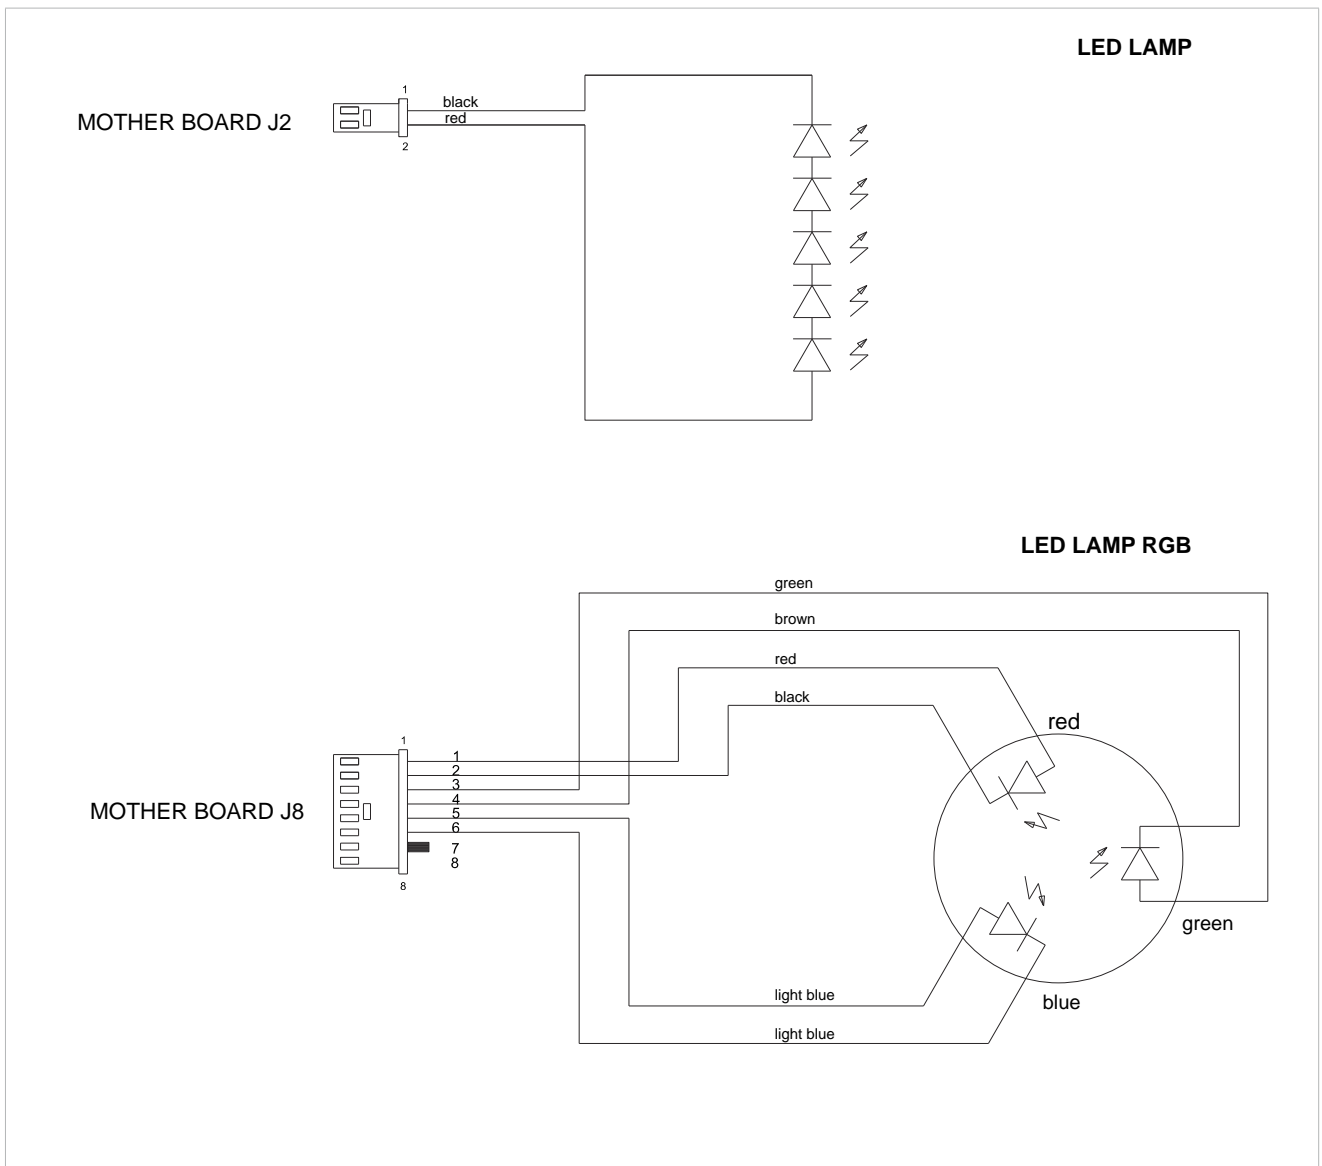 LED LAMP
1
black
MOTHER BOARD J2
red
2
LED LAMP RGB
green
brown
red
black
red
1
1
2
3
MOTHER BOARD J8
4
5
6
7
8
8
green
light blue
blue
light blue